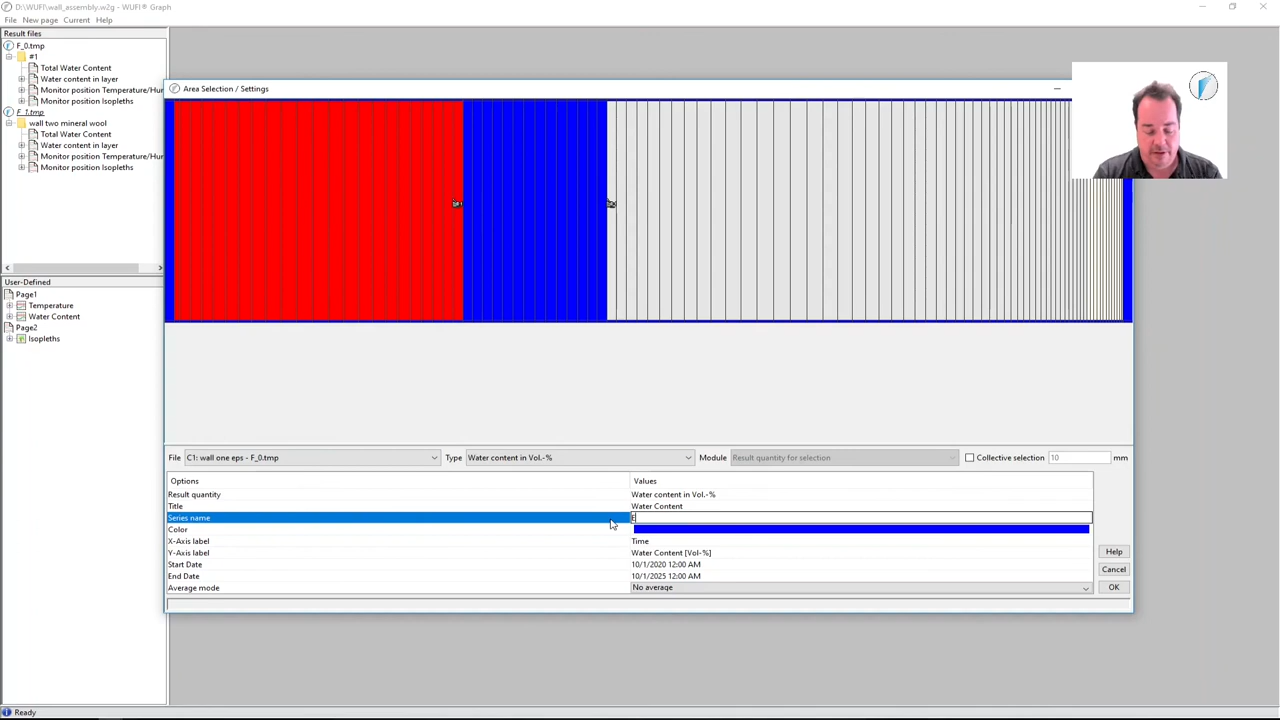 D:\WUFI\wall_assembly.w2g - WUFI® Graph
File New page Current Help
Result files
F_0.tmp
#1
Total Water Content
Water content in layer
Monitor position Temperature/Hur
Monitor position Isopleths
F_1.tmp
wall two mineral wool
Total Water Content
Water content in layer
Monitor position Temperature/Hur
Monitor position Isopleths
User-Defined
Page1
Temperature
Water Content
Page2
Isopleths
Area Selection / Settings
File C1: wall one eps - F_0.tmp Type Water content in Vol.-% Module Result quantity for selection Collective selection 10 mm
Options Values
Result quantity Water content in Vol.-%
Title Water Content
Series name E
Color
X-Axis label Time
Y-Axis label Water Content [Vol-%]
Start Date 10/1/2020 12:00 AM
End Date 10/1/2025 12:00 AM
Average mode No average
Help
Cancel
OK
Ready